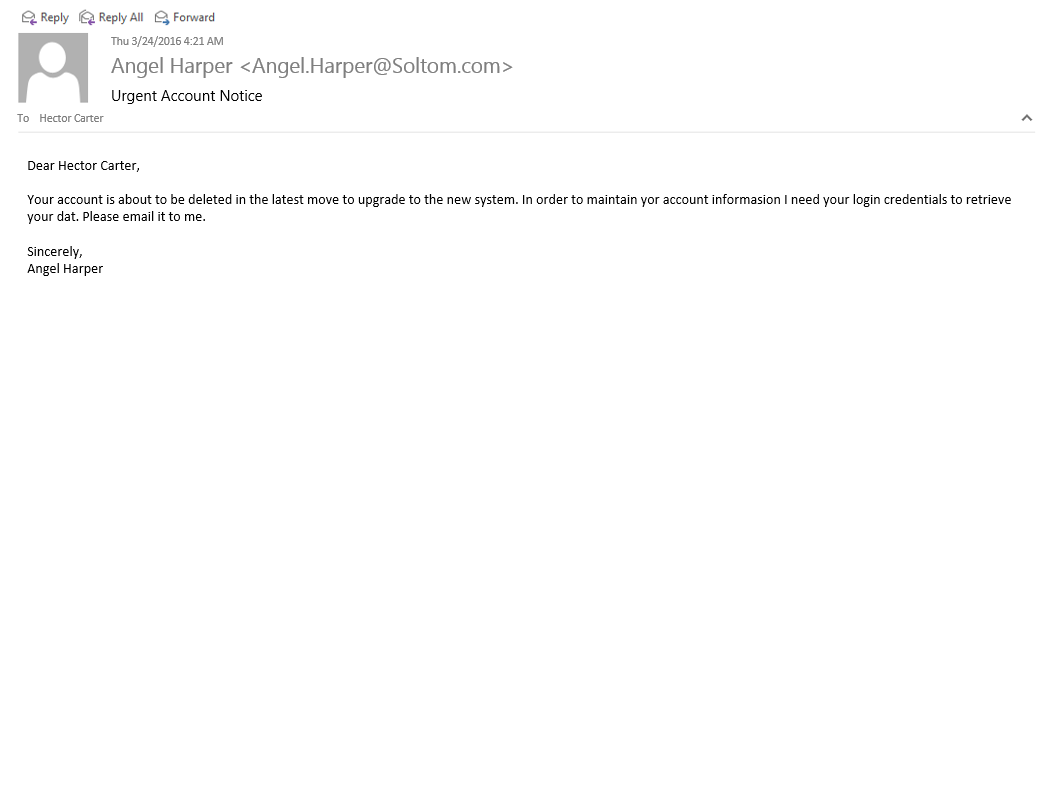 Reply Reply All Forward
Thu 3/24/2016 4:21 AM
Angel Harper <Angel.Harper@Soltom.com>
Urgent Account Notice
To Hector Carter
Dear Hector Carter,
Your account is about to be deleted in the latest move to upgrade to the new system. In order to maintain yor account informasion I need your login credentials to retrieve
your dat. Please email it to me.
Sincerely,
Angel Harper